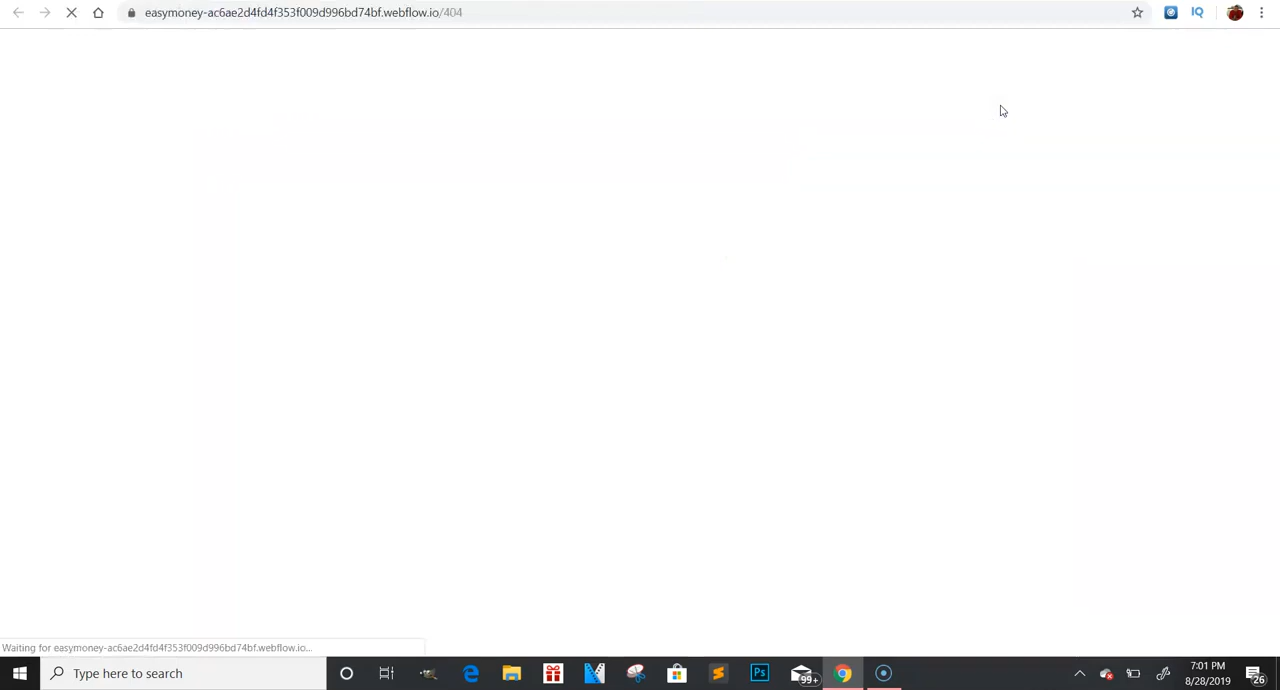 easymoney-ac6ae2d4fd4f353f009d996bd74bf.webflow.io/404
IQ
Waiting for easymoney-ac6ae2d4fd4f353f009d996bd74bf.webflow.io...
Type here to search
Ps
99+
7:01 PM
8/28/2019
26